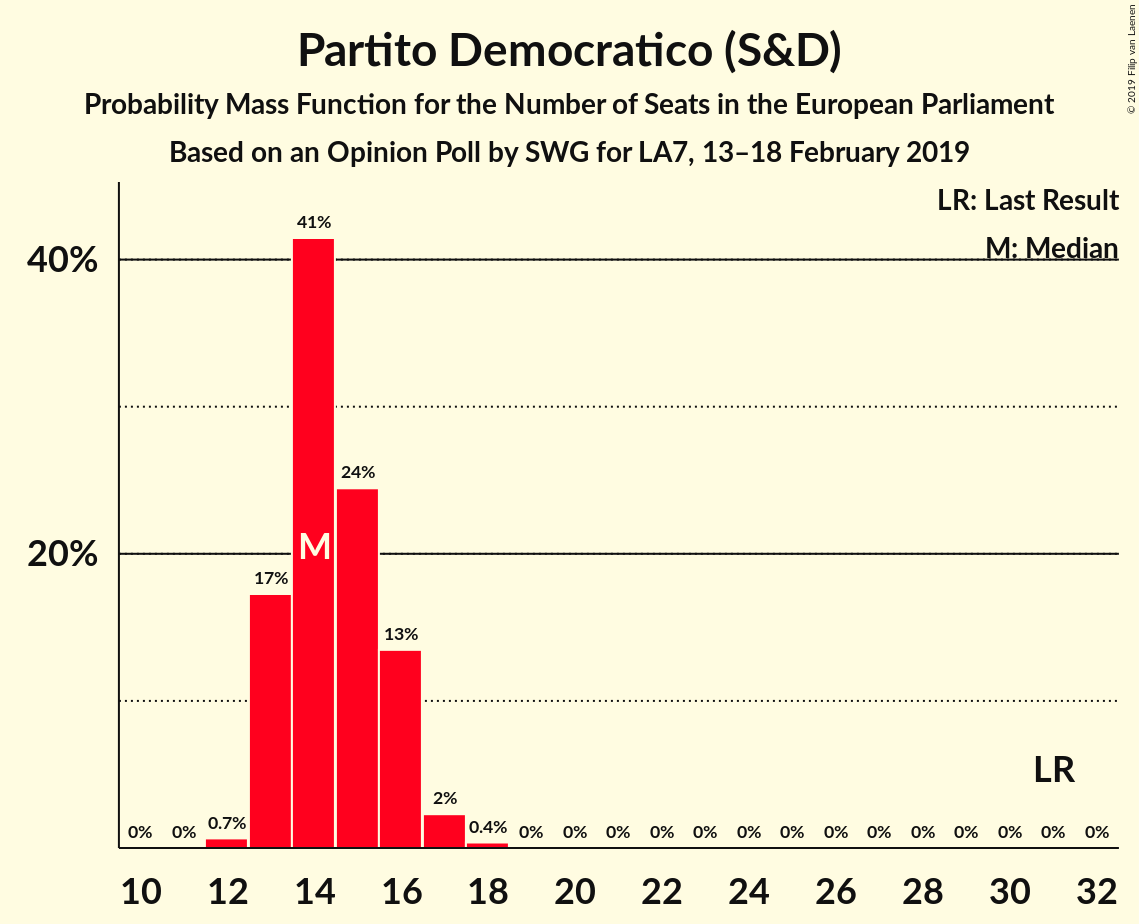 Partito Democratico (S&D)
Probability Mass Function for the Number of Seats in the European Parliament
Based on an Opinion Poll by SWG for LA7, 13–18 February 2019
© 2019 Filip van Laenen
LR: Last Result
M: Median
40%
20%
0% 0% 0.7% 17% 41% 24% 13% 2% 0.4% 0% 0% 0% 0% 0% 0% 0% 0% 0% 0% 0% 0% 0% 0%
M
LR
10 12 14 16 18 20 22 24 26 28 30 32